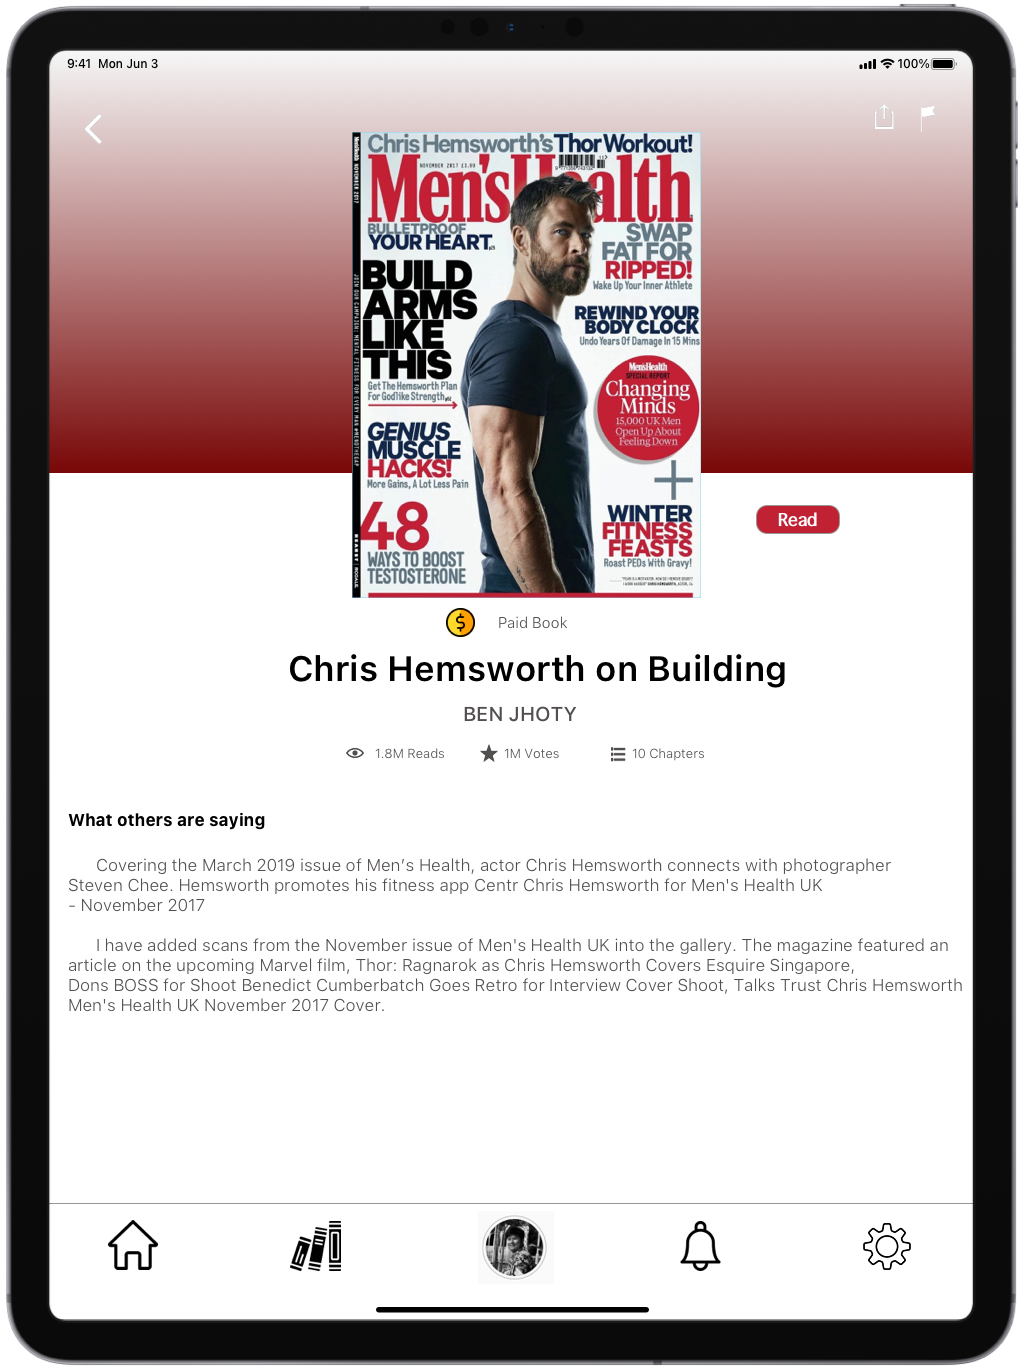 9:41 Mon Jun 3
100%
Chris Hemsworth's Thor Workout!
NOVEMBER 2017 £3.99
Men's Health
BULLETPROOF
YOUR HEART
BUILD
ARMS
LIKE
THIS
Get The Hemsworth Plan
For Godlike Strength
GENIUS
MUSCLE
HACKS!
More Gains, A Lot Less Pain
48
WAYS TO BOOST
TESTOSTERONE
SWAP
FAT FOR
RIPPED!
Wake Up Your Inner Athlete
REWIND YOUR
BODY CLOCK
Undo Years Of Damage In 15 Mins
Men's Health
SPECIAL REPORT
Changing
Minds
15,000 UK Men
Open Up About
Feeling Down
+
WINTER
FITNESS
FEASTS
Roast PEDs With Gravy!
Read
$ Paid Book
Chris Hemsworth on Building
BEN JHOTY
1.8M Reads 1M Votes 10 Chapters
What others are saying
Covering the March 2019 issue of Men's Health, actor Chris Hemsworth connects with photographer
Steven Chee. Hemsworth promotes his fitness app Centr Chris Hemsworth for Men's Health UK
- November 2017
I have added scans from the November issue of Men's Health UK into the gallery. The magazine featured an
article on the upcoming Marvel film, Thor: Ragnarok as Chris Hemsworth Covers Esquire Singapore,
Dons BOSS for Shoot Benedict Cumberbatch Goes Retro for Interview Cover Shoot, Talks Trust Chris Hemsworth
Men's Health UK November 2017 Cover.